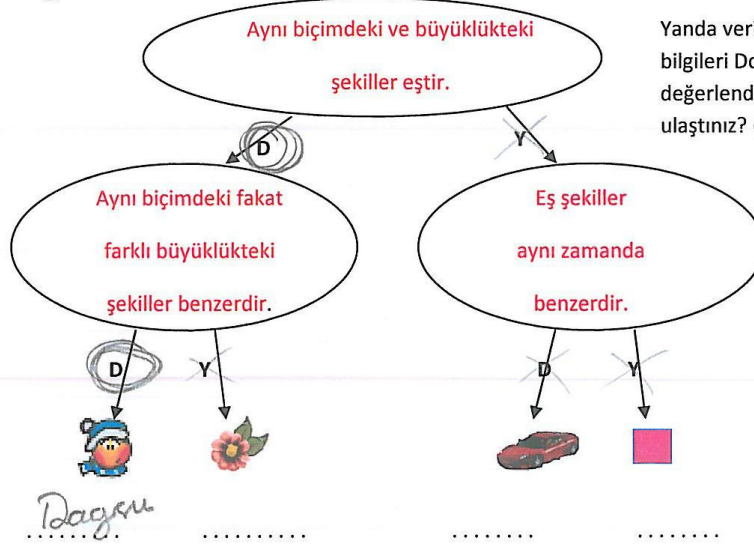 Aynı biçimdeki ve büyüklükteki
şekiller eştir.
Yanda ver
bilgileri Do
değerlend
ulaştınız?
D
Y
Aynı biçimdeki fakat
farklı büyüklükteki
şekiller benzerdir.
Eş şekiller
aynı zamanda
benzerdir.
D
Y
D
Y
.......... .......... ........ ........